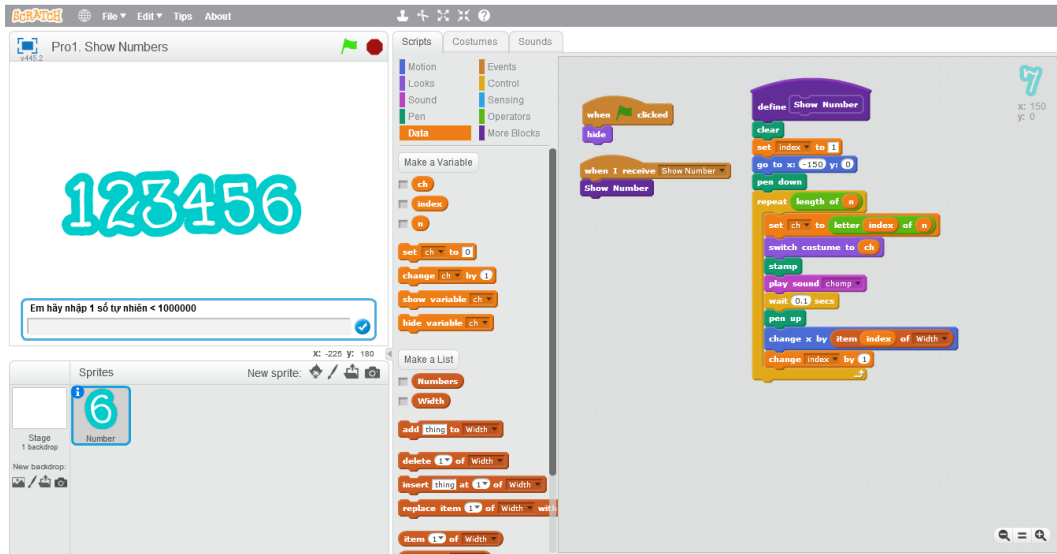 SCRATCH File Edit Tips About
Pro1. Show Numbers
v445.2
123456
Em hãy nhập 1 số tự nhiên < 1000000
X: -225 y: 180
Sprites New sprite:
Stage
1 backdrop
New backdrop:
6
Number
Scripts Costumes Sounds
Motion Events
Looks Control
Sound Sensing
Pen Operators
Data More Blocks
Make a Variable
ch
index
n
set ch to 0
change ch by 1
show variable ch
hide variable ch
Make a List
Numbers
Width
add thing to Width
delete 1 of Width
insert thing at 1 of Width
replace item 1 of Width with
item 1 of Width
when clicked
hide
when I receive Show Number
Show Number
define Show Number
clear
set index to 1
go to x: -150 y: 0
pen down
repeat length of n
set ch to letter index of n
switch costume to ch
stamp
play sound chomp
wait 0.1 secs
pen up
change x by item index of Width
change index by 1
7
x: 150
y: 0